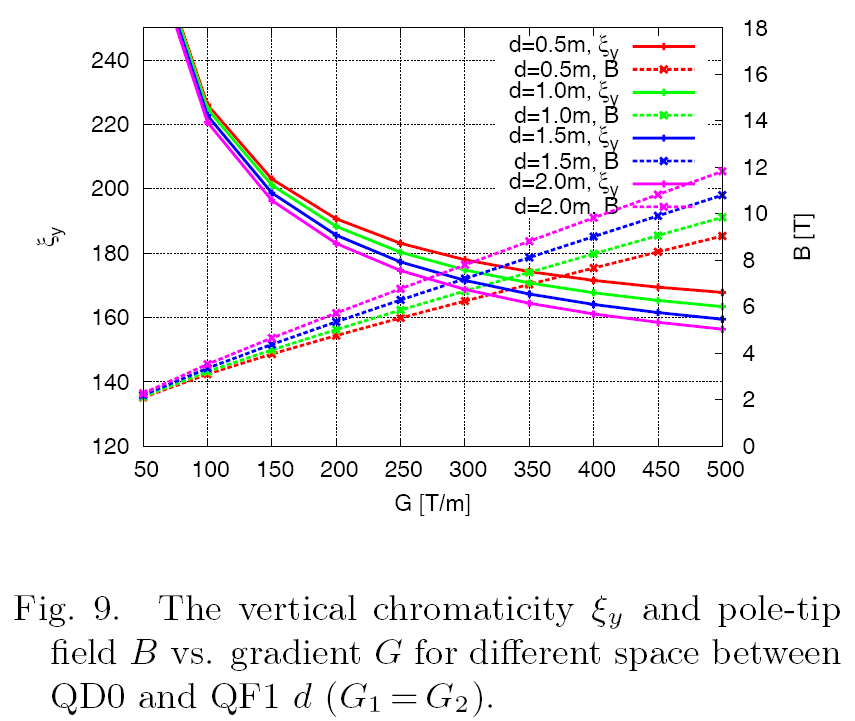 d=0.5m, ξy
d=0.5m, B
d=1.0m, ξy
d=1.0m, B
d=1.5m, ξy
d=1.5m, B
d=2.0m, ξy
d=2.0m, B
240
220
200
180
160
140
120
ξy
18
16
14
12
10
8
6
4
2
0
B [T]
50 100 150 200 250 300 350 400 450 500
G [T/m]
Fig. 9. The vertical chromaticity ξy and pole-tip
field B vs. gradient G for different space between
QD0 and QF1 d (G1 = G2).